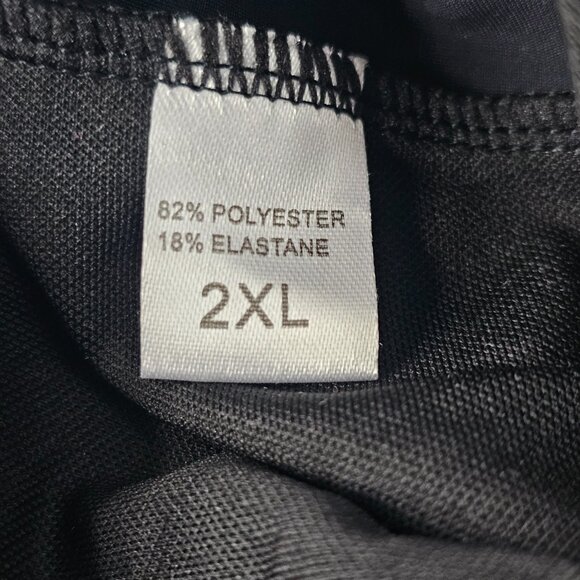 82% POLYESTER
18% ELASTANE
2XL